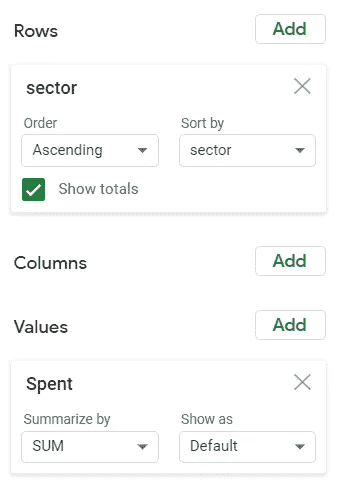 Rows Add
sector
Order Sort by
Ascending sector
Show totals
Columns Add
Values Add
Spent
Summarize by Show as
SUM Default